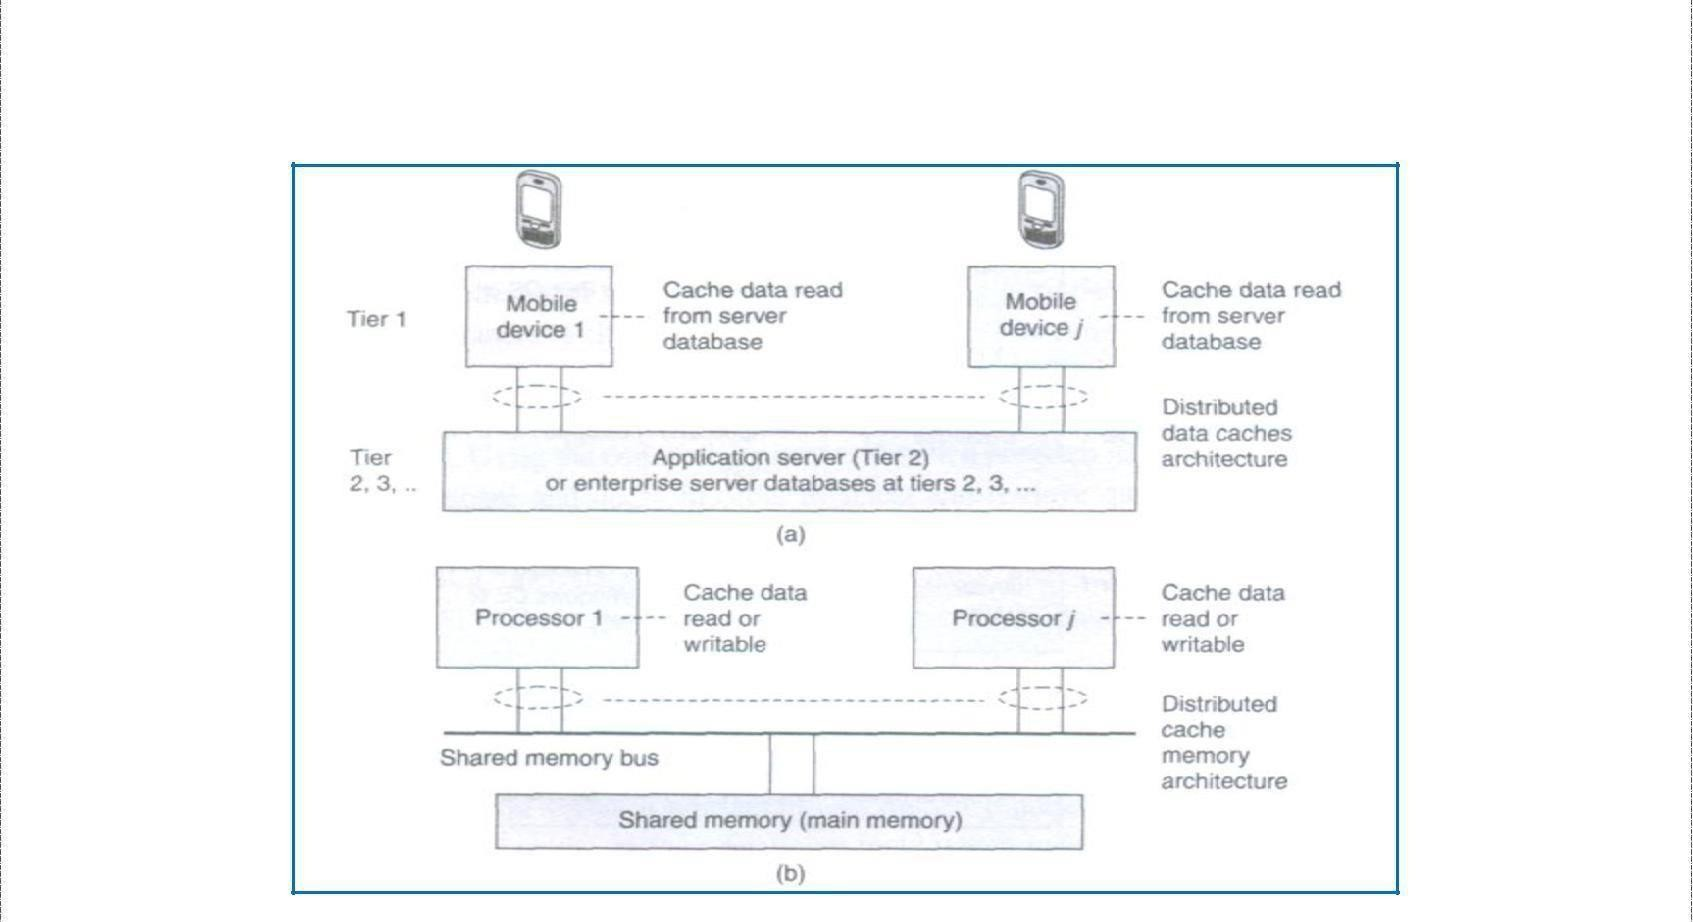 Tier 1
Mobile
device 1
Cache data read
from server
database
Mobile
device j
Cache data read
from server
database
Distributed
data caches
architecture
Tier
2, 3, ..
Application server (Tier 2)
or enterprise server databases at tiers 2, 3, ...
(a)
Processor 1
Cache data
read or
writable
Processor j
Cache data
read or
writable
Distributed
cache
memory
architecture
Shared memory bus
Shared memory (main memory)
(b)